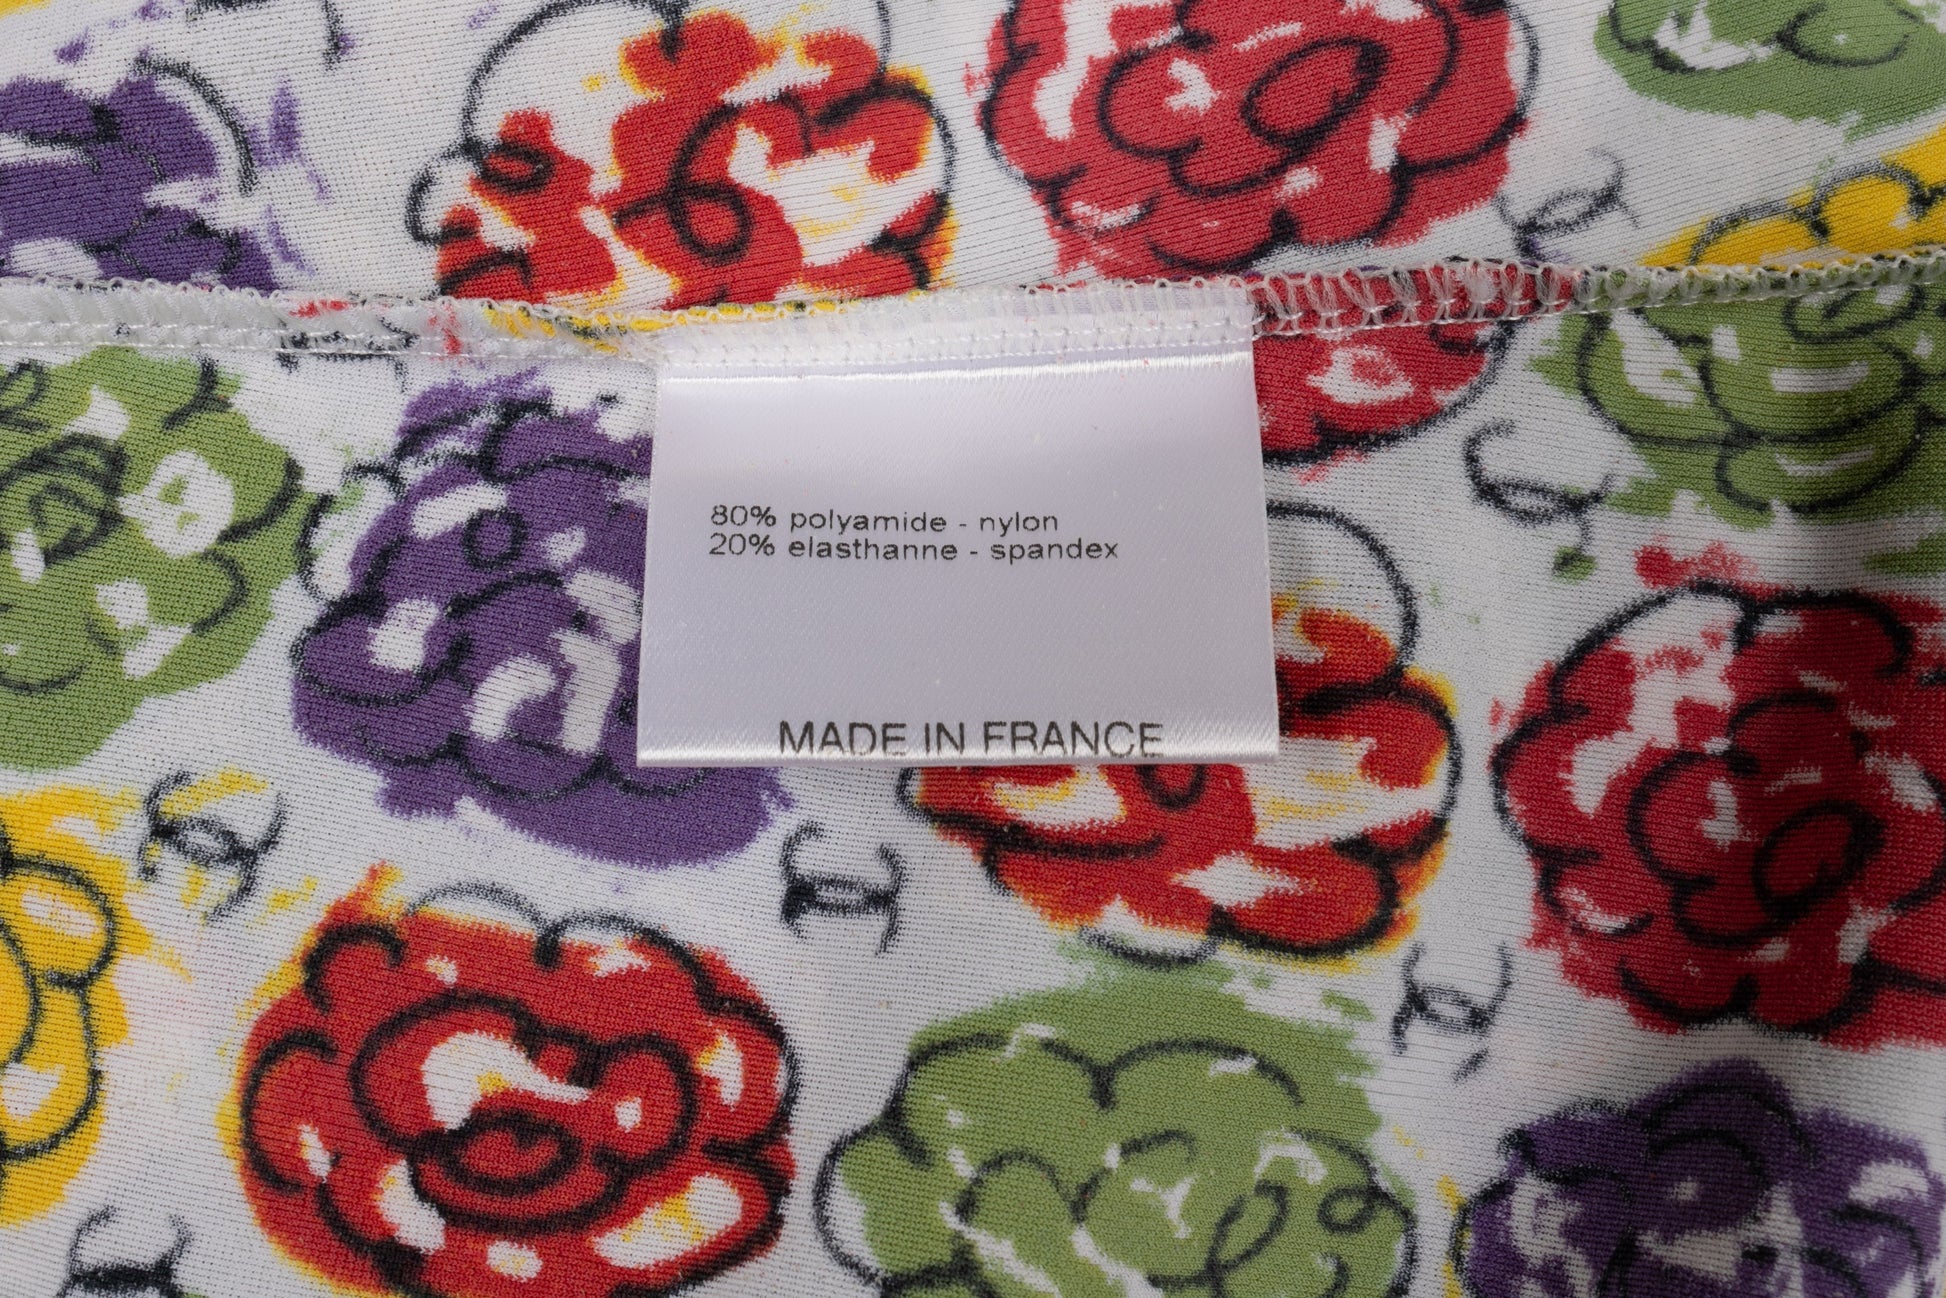 80% polyamide - nylon
20% elasthanne - spandex
MADE IN FRANCE